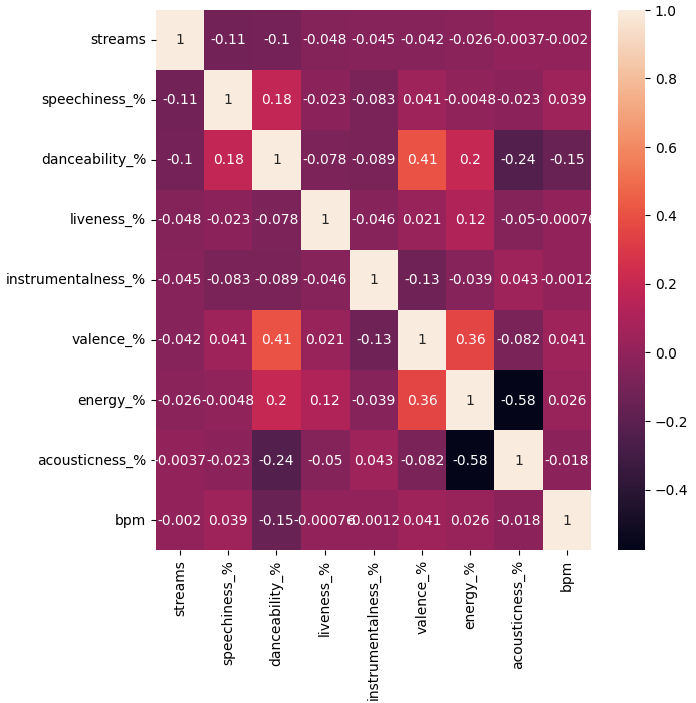 streams 1 -0.11 -0.1 -0.048 -0.045 -0.042 -0.026 -0.0037 -0.002
speechiness_% -0.11 1 0.18 -0.023 -0.083 0.041 -0.0048 -0.023 0.039
danceability_% -0.1 0.18 1 -0.078 -0.089 0.41 0.2 -0.24 -0.15
liveness_% -0.048 -0.023 -0.078 1 -0.046 0.021 0.12 -0.05 -0.00076
instrumentalness_% -0.045 -0.083 -0.089 -0.046 1 -0.13 -0.039 0.043 -0.0012
valence_% -0.042 0.041 0.41 0.021 -0.13 1 0.36 -0.082 0.041
energy_% -0.026 -0.0048 0.2 0.12 -0.039 0.36 1 -0.58 0.026
acousticness_% -0.0037 -0.023 -0.24 -0.05 0.043 -0.082 -0.58 1 -0.018
bpm -0.002 0.039 -0.15 -0.00076 -0.0012 0.041 0.026 -0.018 1
streams
speechiness_%
danceability_%
liveness_%
instrumentalness_%
valence_%
energy_%
acousticness_%
bpm
1.0
0.8
0.6
0.4
0.2
0.0
−0.2
−0.4